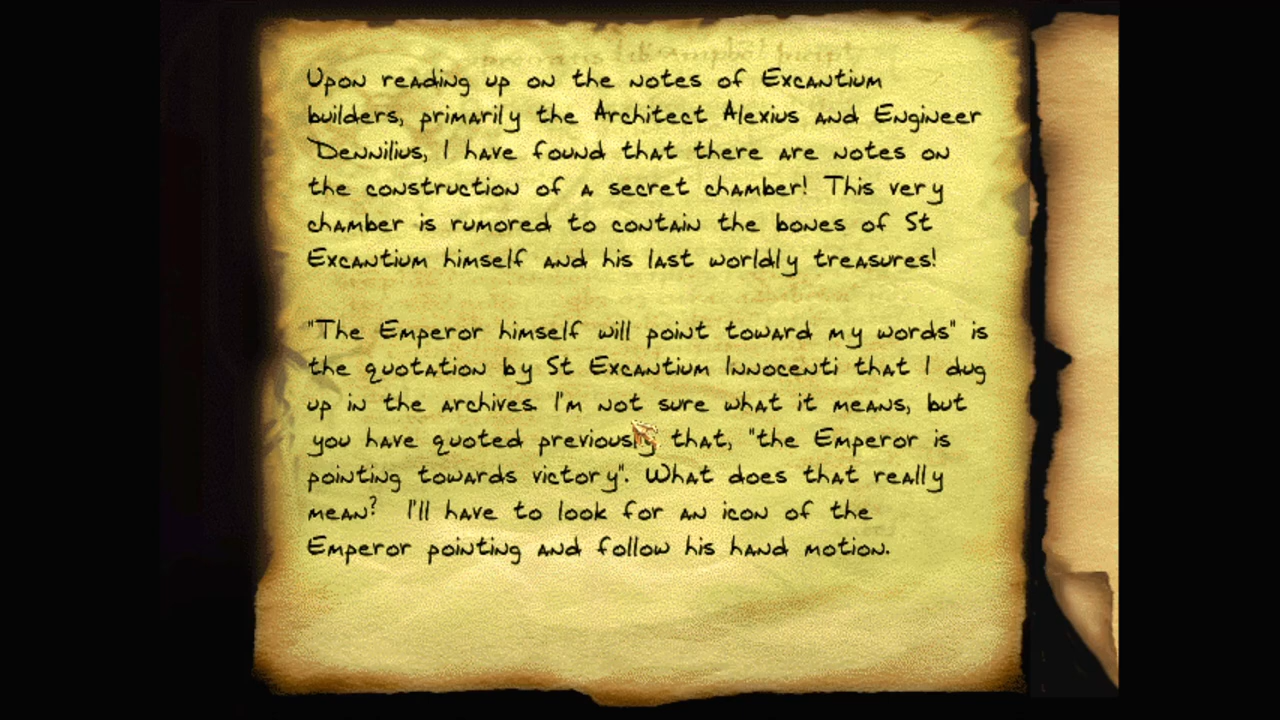 Upon reading up on the notes of Excantium
builders, primarily the Architect Alexius and Engineer
Dennilius, I have found that there are notes on
the construction of a secret chamber! This very
chamber is rumored to contain the bones of St
Excantium himself and his last worldly treasures!
"The Emperor himself will point toward my words" is
the quotation by St Excantium Innocenti that I dug
up in the archives. I'm not sure what it means, but
you have quoted previously that, "the Emperor is
pointing towards victory". What does that really
mean? I'll have to look for an icon of the
Emperor pointing and follow his hand motion.